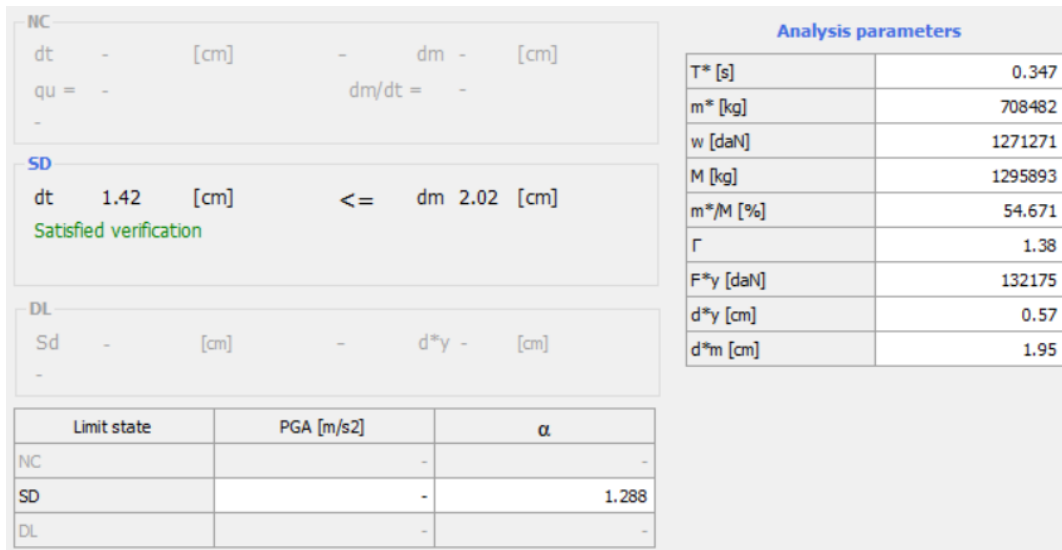 NC
dt - [cm] - dm - [cm]
qu = - dm/dt = -
-
SD
dt 1.42 [cm] <= dm 2.02 [cm]
Satisfied verification
DL
Sd - [cm] - d*y - [cm]
-
Limit state PGA [m/s2] α
NC - -
SD - 1.288
DL - -
Analysis parameters
T* [s] 0.347
m* [kg] 708482
w [daN] 1271271
M [kg] 1295893
m*/M [%] 54.671
Γ 1.38
F*y [daN] 132175
d*y [cm] 0.57
d*m [cm] 1.95